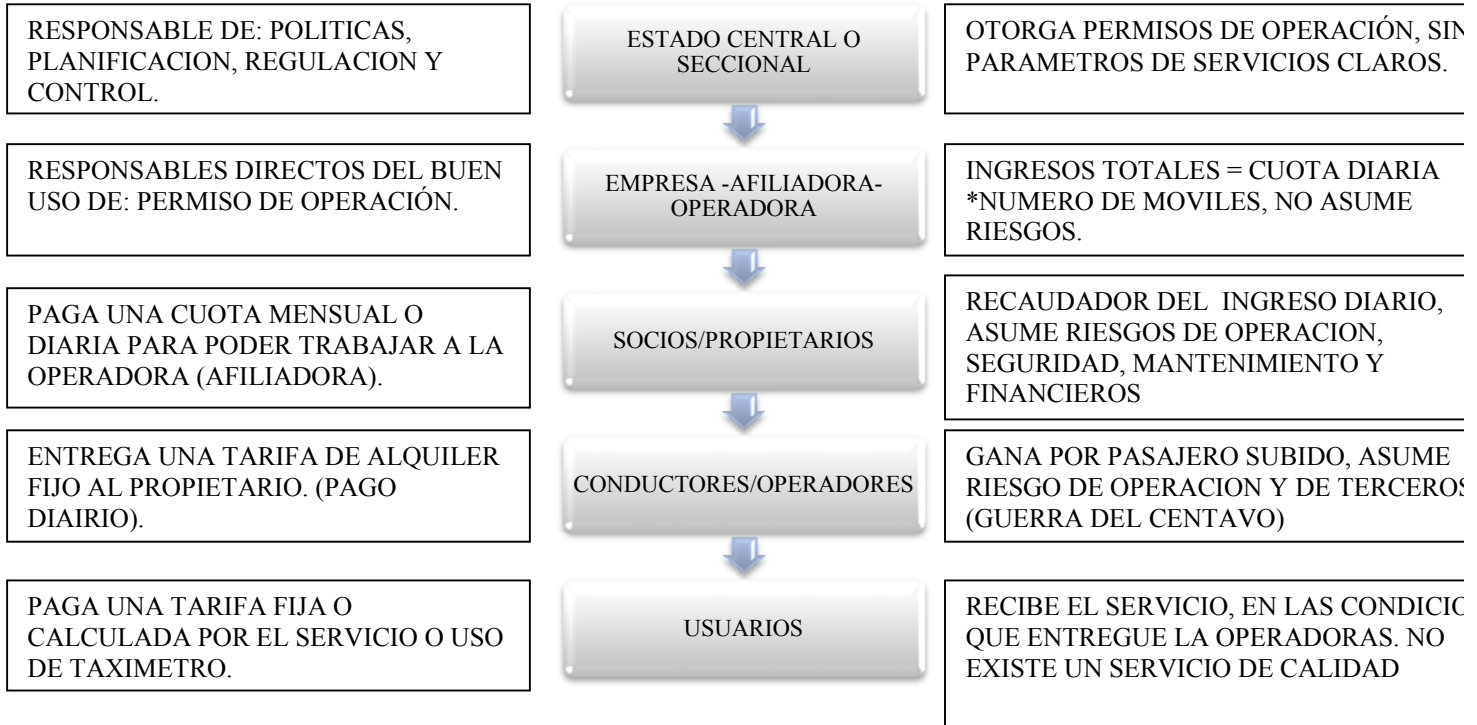 RESPONSABLE DE: POLITICAS,
PLANIFICACION, REGULACION Y
CONTROL.
ESTADO CENTRAL O
SECCIONAL
OTORGA PERMISOS DE OPERACIÓN, SIN
PARAMETROS DE SERVICIOS CLAROS.
RESPONSABLES DIRECTOS DEL BUEN
USO DE: PERMISO DE OPERACIÓN.
EMPRESA -AFILIADORA-
OPERADORA
INGRESOS TOTALES = CUOTA DIARIA
*NUMERO DE MOVILES, NO ASUME
RIESGOS.
PAGA UNA CUOTA MENSUAL O
DIARIA PARA PODER TRABAJAR A LA
OPERADORA (AFILIADORA).
SOCIOS/PROPIETARIOS
RECAUDADOR DEL INGRESO DIARIO,
ASUME RIESGOS DE OPERACION,
SEGURIDAD, MANTENIMIENTO Y
FINANCIEROS
ENTREGA UNA TARIFA DE ALQUILER
FIJO AL PROPIETARIO. (PAGO
DIAIRIO).
CONDUCTORES/OPERADORES
GANA POR PASAJERO SUBIDO, ASUME
RIESGO DE OPERACION Y DE TERCEROS
(GUERRA DEL CENTAVO)
PAGA UNA TARIFA FIJA O
CALCULADA POR EL SERVICIO O USO
DE TAXIMETRO.
USUARIOS
RECIBE EL SERVICIO, EN LAS
QUE ENTREGUE LA OPERADORAS. NO
EXISTE UN SERVICIO DE CALIDAD